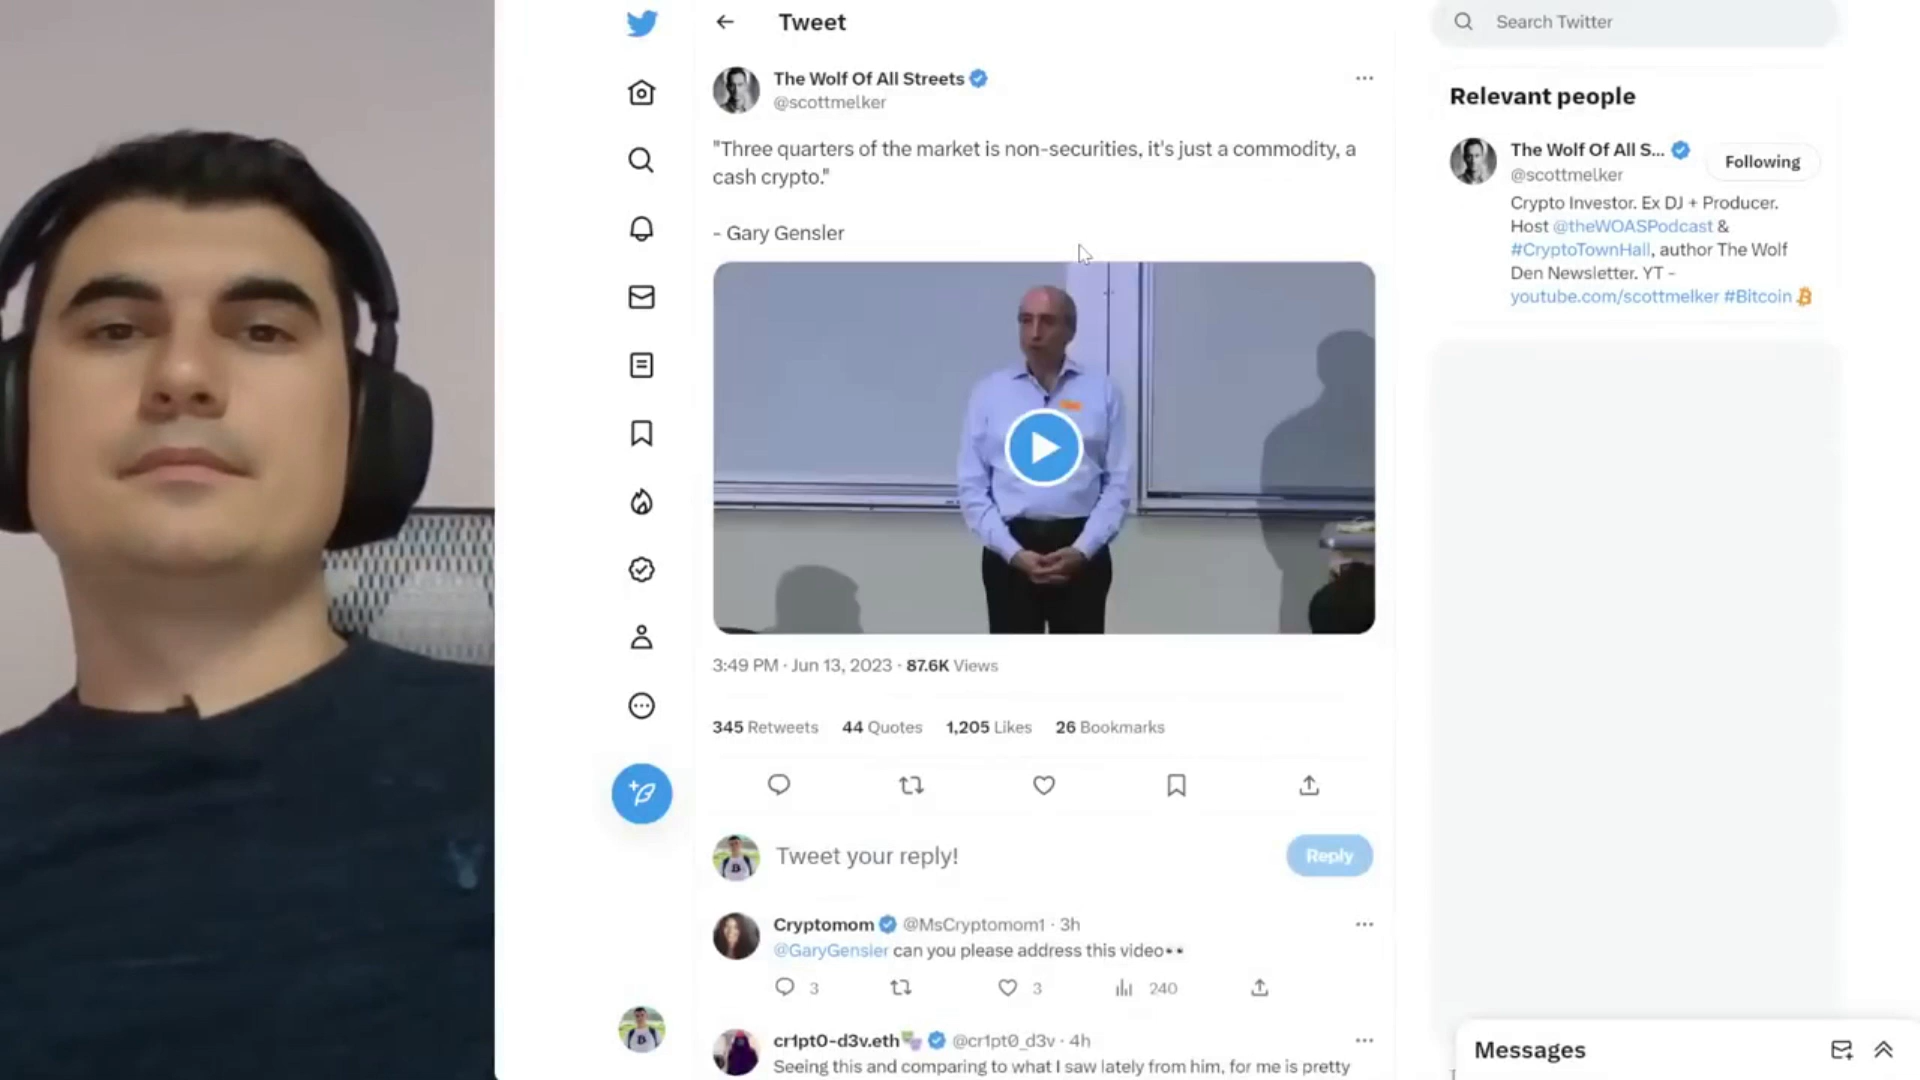 Tweet
Search Twitter
The Wolf Of All Streets
@scottmelker
"Three quarters of the market is non-securities, it's just a commodity, a
cash crypto."
- Gary Gensler
3:49 PM · Jun 13, 2023 · 87.6K Views
345 Retweets 44 Quotes 1,205 Likes 26 Bookmarks
Tweet your reply!
Reply
Cryptomom @MsCryptomom1 · 3h
@GaryGensler can you please address this video
3 3 240
cr1pt0-d3v.eth @cr1pt0_d3v · 4h
Seeing this and comparing to what I saw lately from him, for me is pretty
Relevant people
The Wolf Of All S...
@scottmelker
Following
Crypto Investor. Ex DJ + Producer.
Host @theWOASPodcast &
#CryptoTownHall, author The Wolf
Den Newsletter. YT -
youtube.com/scottmelker #Bitcoin
Messages